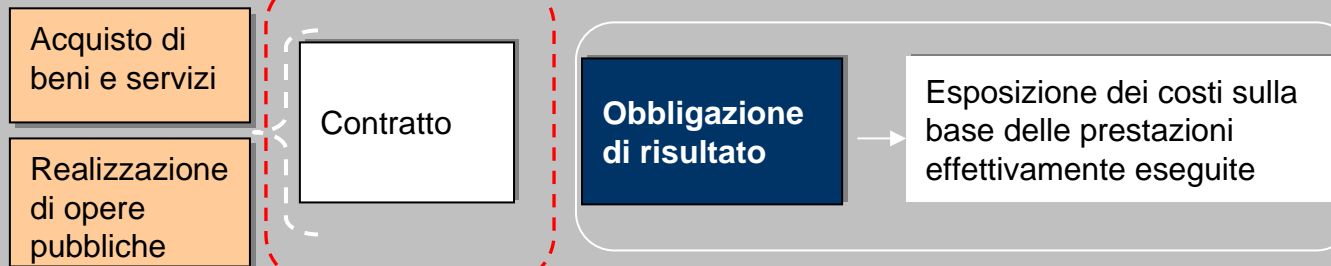 Acquisto di
beni e servizi
Realizzazione
di opere
pubbliche
Contratto
Obbligazione
di risultato
Esposizione dei costi sulla
base delle prestazioni
effettivamente eseguite